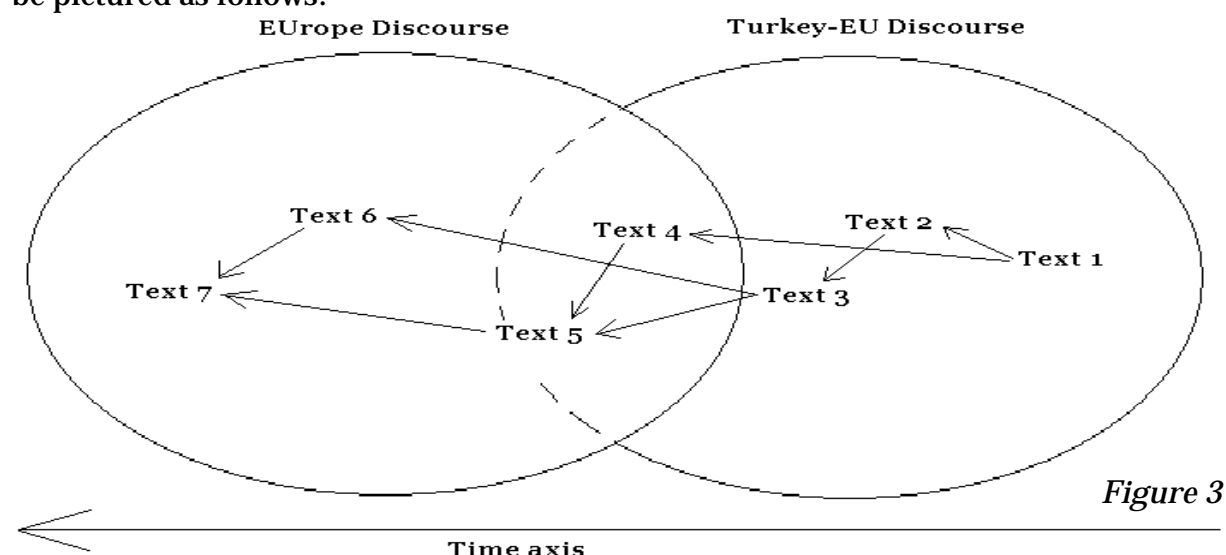 be pictured as follows:
EUrope Discourse
Turkey-EU Discourse
Text 6
Text 4
Text 2
Text 1
Text 7
Text 3
Text 5
Figure 3
Time axis